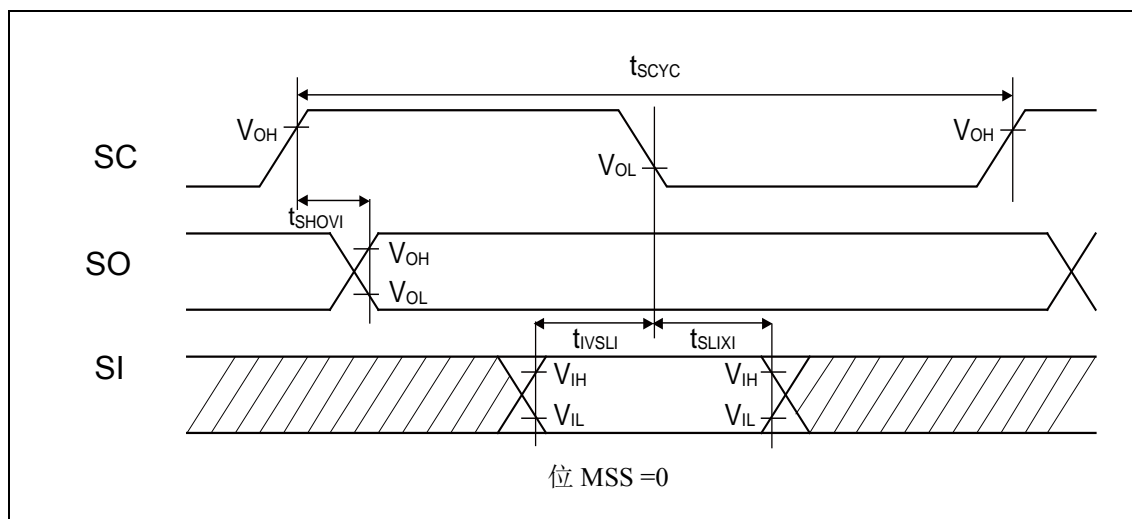 tSCYC
VOH
VOH
SC
VOL
tSHOVI
VOH
SO
VOL
tIVSLI
tSLIXI
SI
VIH
VIH
VIL
VIL
位 MSS =0